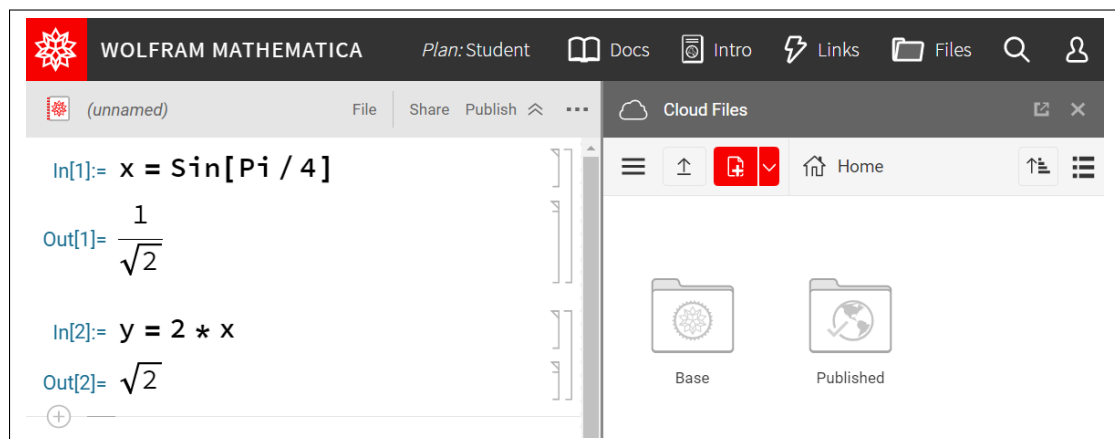 WOLFRAM MATHEMATICA Plan: Student Docs Intro Links Files
(unnamed) File Share Publish ...
Cloud Files
Home
In[1]:= x = Sin[Pi / 4]
Out[1]= 1/√2
In[2]:= y = 2 * x
Out[2]= √2
Base
Published